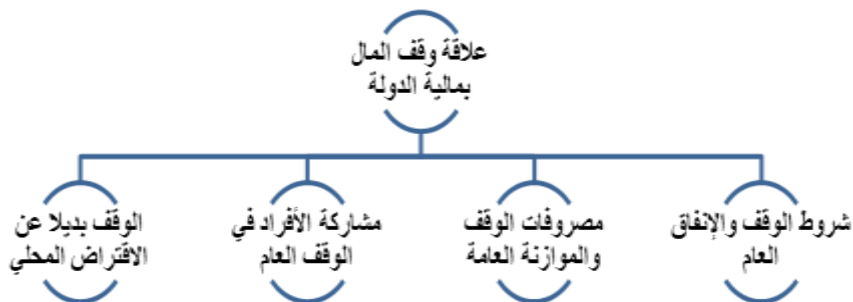 علاقة وقف المال
بمالية الدولة
شروط الوقف والإنفاق
العام
مصروفات الوقف
والموازنة العامة
مشاركة الأفراد في
الوقف العام
الوقف بديلا عن
الاقتراض المحلي